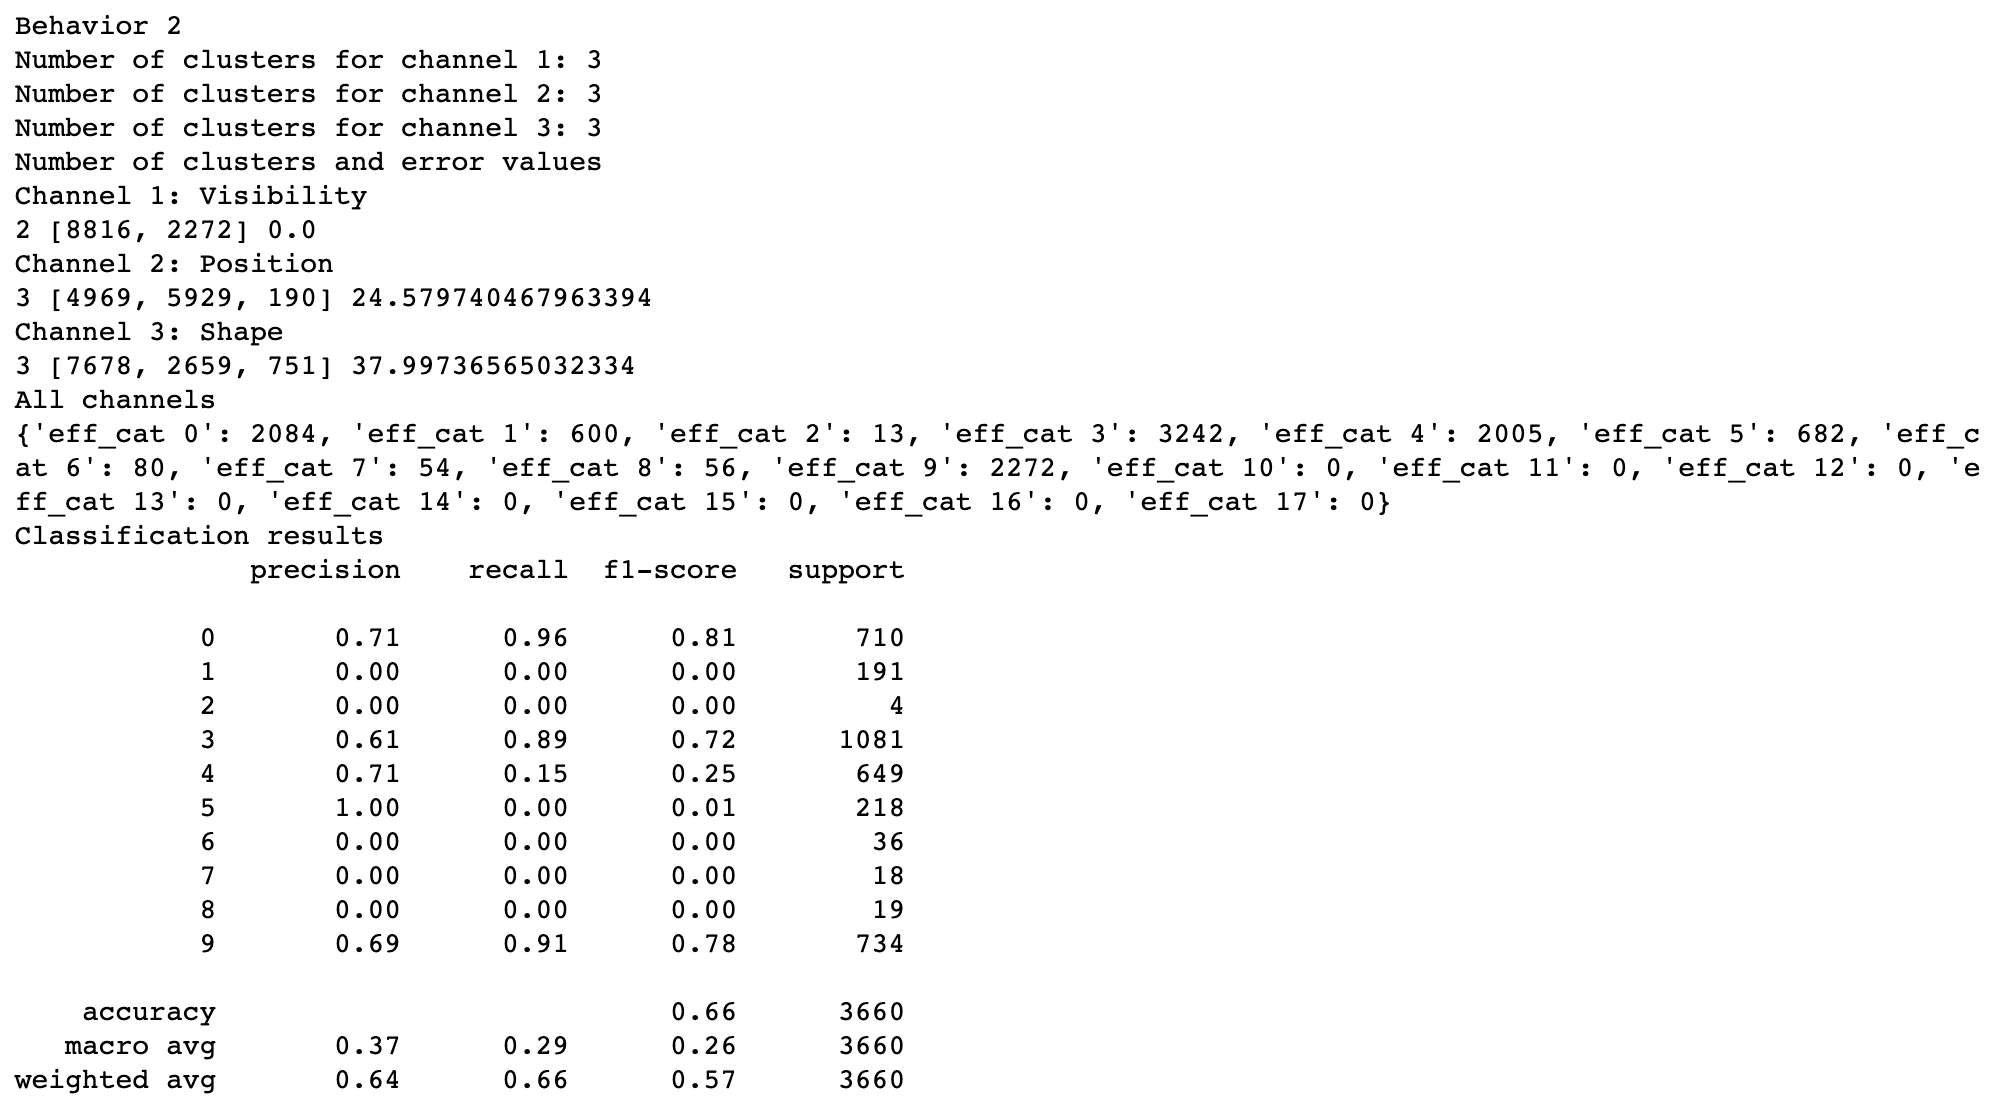 Behavior 2
Number of clusters for channel 1: 3
Number of clusters for channel 2: 3
Number of clusters for channel 3: 3
Number of clusters and error values
Channel 1: Visibility
2 [8816, 2272] 0.0
Channel 2: Position
3 [4969, 5929, 190] 24.579740467963394
Channel 3: Shape
3 [7678, 2659, 751] 37.99736565032334
All channels
{'eff_cat 0': 2084, 'eff_cat 1': 600, 'eff_cat 2': 13, 'eff_cat 3': 3242, 'eff_cat 4': 2005, 'eff_cat 5': 682, 'eff_c
at 6': 80, 'eff_cat 7': 54, 'eff_cat 8': 56, 'eff_cat 9': 2272, 'eff_cat 10': 0, 'eff_cat 11': 0, 'eff_cat 12': 0, 'e
ff_cat 13': 0, 'eff_cat 14': 0, 'eff_cat 15': 0, 'eff_cat 16': 0, 'eff_cat 17': 0}
Classification results
precision recall f1-score support
0 0.71 0.96 0.81 710
1 0.00 0.00 0.00 191
2 0.00 0.00 0.00 4
3 0.61 0.89 0.72 1081
4 0.71 0.15 0.25 649
5 1.00 0.00 0.01 218
6 0.00 0.00 0.00 36
7 0.00 0.00 0.00 18
8 0.00 0.00 0.00 19
9 0.69 0.91 0.78 734
accuracy 0.66 3660
macro avg 0.37 0.29 0.26 3660
weighted avg 0.64 0.66 0.57 3660